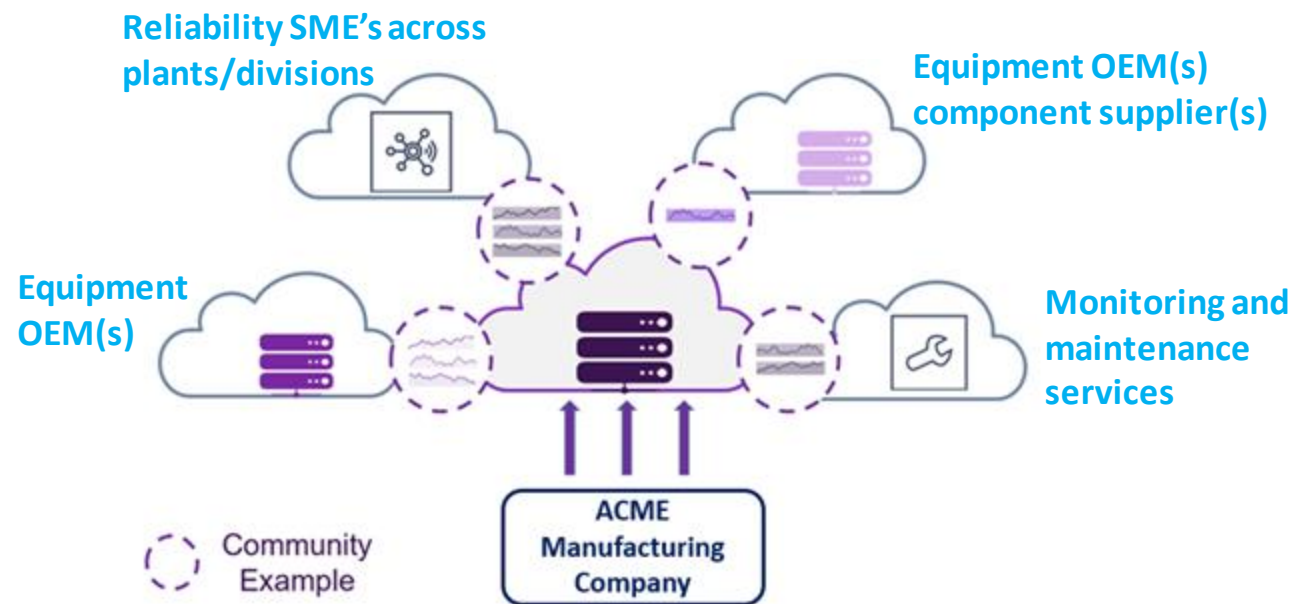 Reliability SME’s across
plants/divisions
Equipment OEM(s)
component supplier(s)
Equipment
OEM(s)
Monitoring and
maintenance
services
ACME
Manufacturing
Company
Community
Example